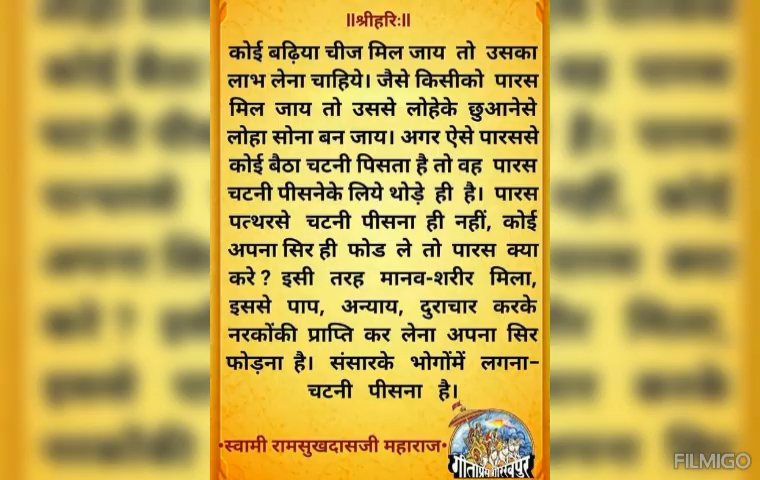 ॥श्रीहरिः॥
कोई बढ़िया चीज मिल जाय तो उसका
लाभ लेना चाहिये। जैसे किसीको पारस
मिल जाय तो उससे लोहेके छुआनेसे
लोहा सोना बन जाय। अगर ऐसे पारससे
कोई बैठा चटनी पिसता है तो वह पारस
चटनी पीसनेके लिये थोड़े ही है। पारस
पत्थरसे चटनी पीसना ही नहीं, कोई
अपना सिर ही फोड ले तो पारस क्या
करे ? इसी तरह मानव-शरीर मिला,
इससे पाप, अन्याय, दुराचार करके
नरकोंकी प्राप्ति कर लेना अपना सिर
फोड़ना है। संसारके भोगोंमें लगना–
चटनी पीसना है।
•स्वामी रामसुखदासजी महाराज•
गीताप्रेस गोरखपुर
FILMIGO